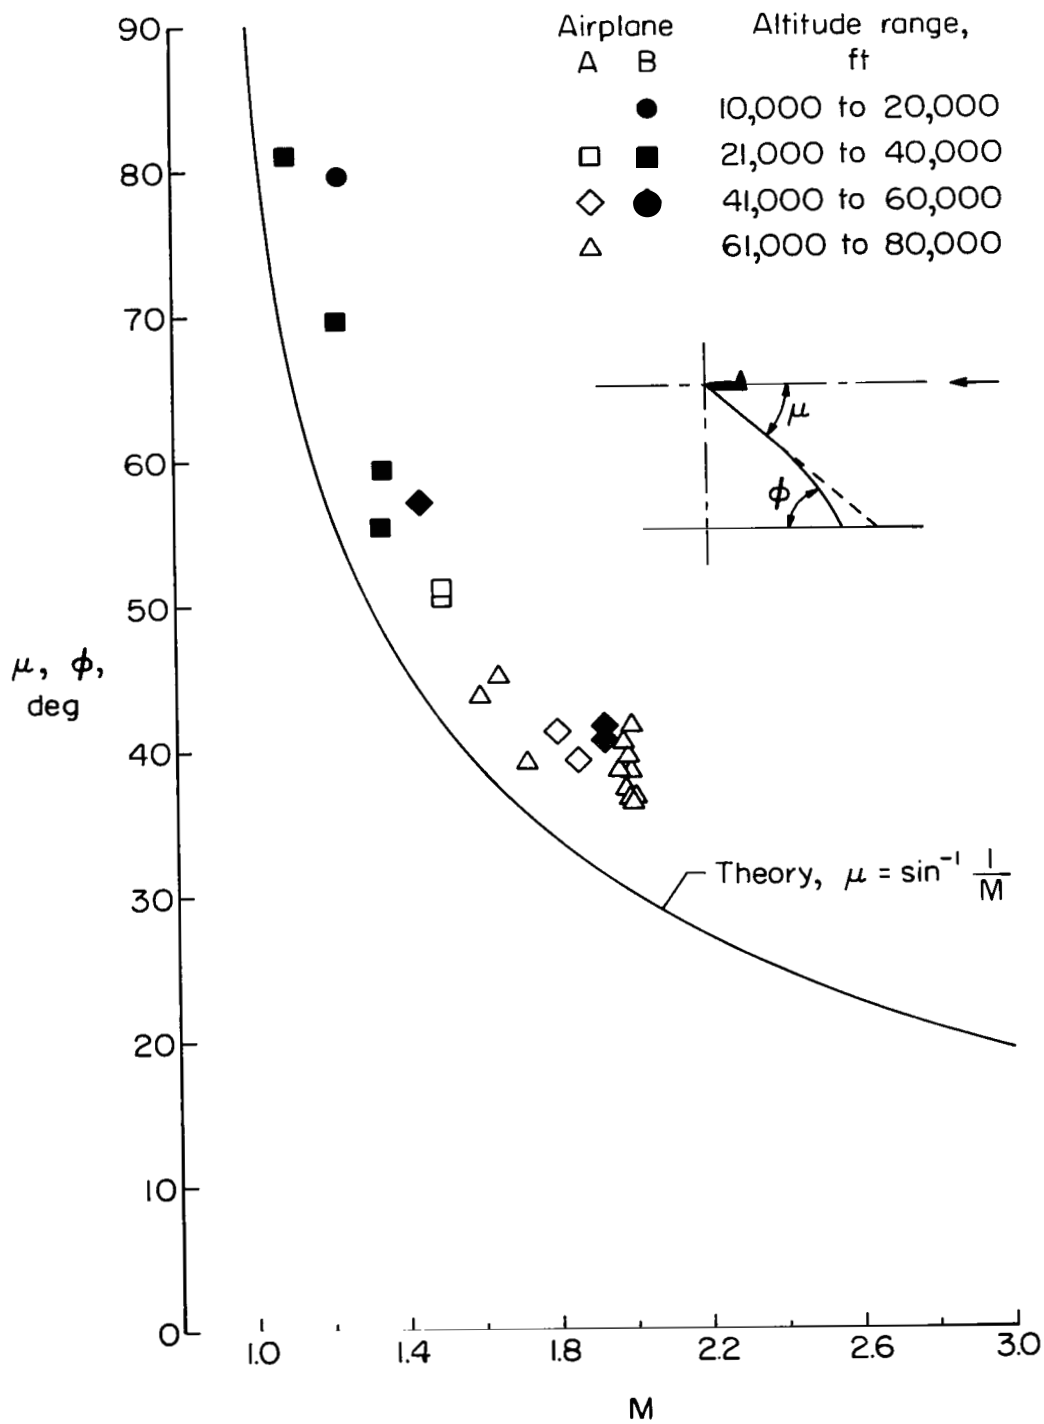 Airplane Altitude range,
A B ft
10,000 to 20,000
21,000 to 40,000
41,000 to 60,000
61,000 to 80,000
90
80
70
60
50
40
30
20
10
0
μ, ϕ,
deg
μ
ϕ
Theory, μ = sin⁻¹ 1/M
1.0 1.4 1.8 2.2 2.6 3.0
M